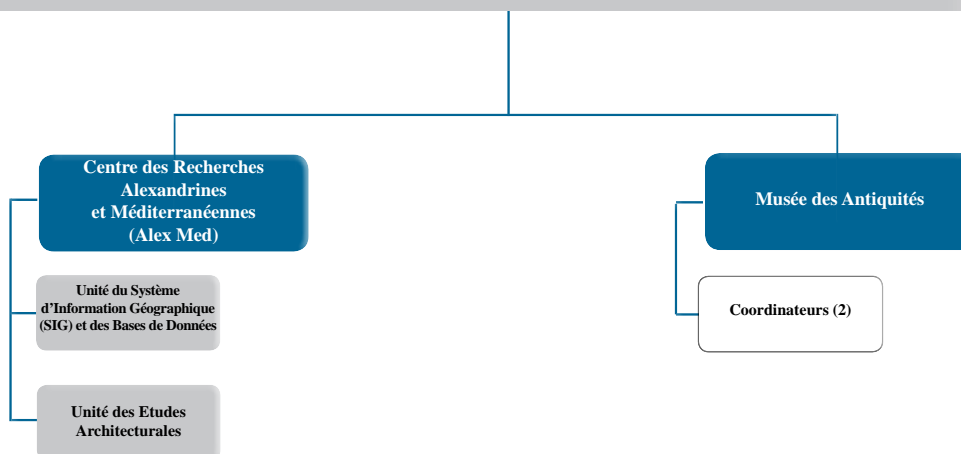 Centre des Recherches
Alexandrines
et Méditerranéennes
(Alex Med)
Musée des Antiquités
Unité du Système
d’Information Géographique
(SIG) et des Bases de Données
Coordinateurs (2)
Unité des Etudes
Architecturales